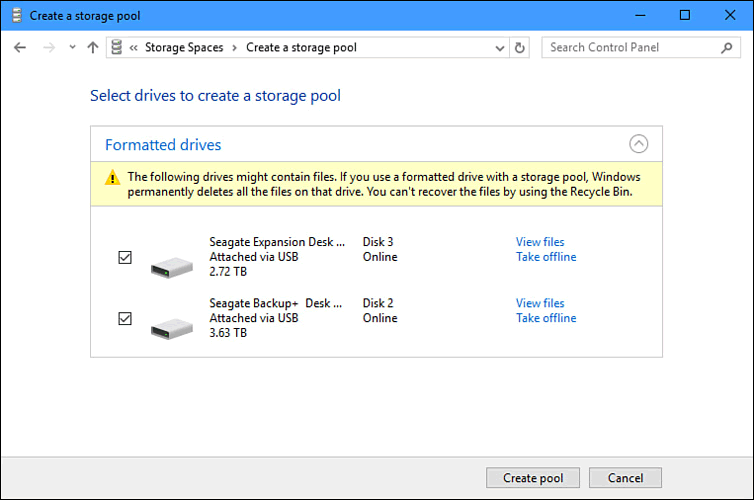 Create a storage pool
« Storage Spaces > Create a storage pool
Search Control Panel
Select drives to create a storage pool
Formatted drives
The following drives might contain files. If you use a formatted drive with a storage pool, Windows
permanently deletes all the files on that drive. You can't recover the files by using the Recycle Bin.
Seagate Expansion Desk ... Disk 3 View files
Attached via USB Online Take offline
2.72 TB
Seagate Backup+ Desk ... Disk 2 View files
Attached via USB Online Take offline
3.63 TB
Create pool Cancel